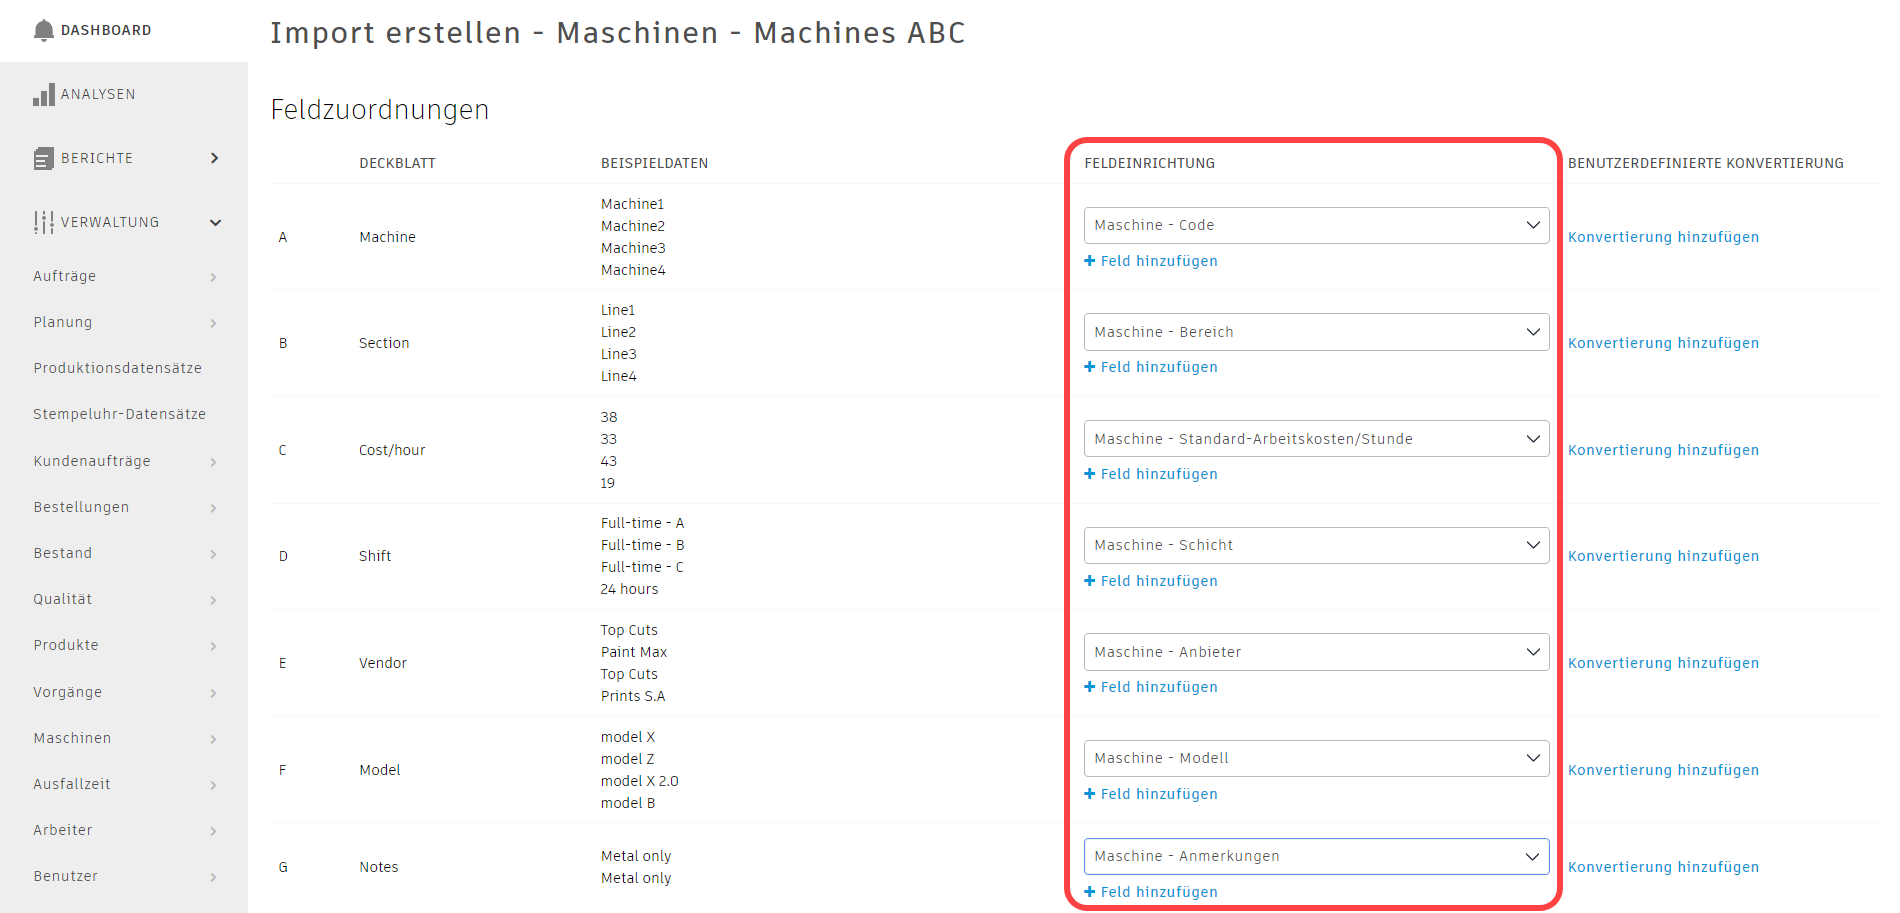 DASHBOARD
ANALYSEN
BERICHTE
VERWALTUNG
Aufträge
Planung
Produktionsdatensätze
Stempeluhr-Datensätze
Kundenaufträge
Bestellungen
Bestand
Qualität
Produkte
Vorgänge
Maschinen
Ausfallzeit
Arbeiter
Benutzer
Import erstellen - Maschinen - Machines ABC
Feldzuordnungen
DECKBLATT BEISPIELDATEN FELDEINRICHTUNG BENUTZERDEFINIERTE KONVERTIERUNG
A Machine
Machine1
Machine2
Machine3
Machine4
Maschine - Code
+ Feld hinzufügen
Konvertierung hinzufügen
B Section
Line1
Line2
Line3
Line4
Maschine - Bereich
+ Feld hinzufügen
Konvertierung hinzufügen
C Cost/hour
38
33
43
19
Maschine - Standard-Arbeitskosten/Stunde
+ Feld hinzufügen
Konvertierung hinzufügen
D Shift
Full-time - A
Full-time - B
Full-time - C
24 hours
Maschine - Schicht
+ Feld hinzufügen
Konvertierung hinzufügen
E Vendor
Top Cuts
Paint Max
Top Cuts
Prints S.A
Maschine - Anbieter
+ Feld hinzufügen
Konvertierung hinzufügen
F Model
model X
model Z
model X 2.0
model B
Maschine - Modell
+ Feld hinzufügen
Konvertierung hinzufügen
G Notes
Metal only
Metal only
Maschine - Anmerkungen
+ Feld hinzufügen
Konvertierung hinzufügen